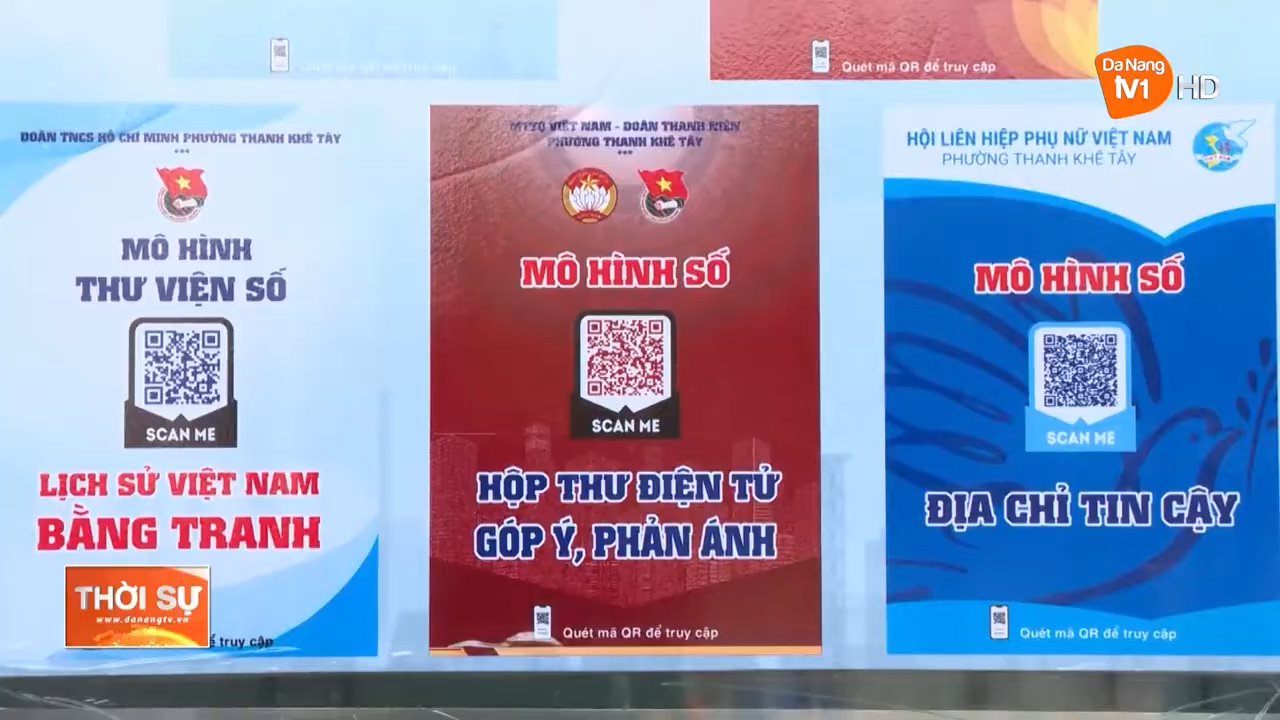 Quét mã QR để truy cập
Quét mã QR để truy cập
Da Nang
tv1 HD
ĐOÀN TNCS HỒ CHÍ MINH PHƯỜNG THANH KHÊ TÂY
***
MÔ HÌNH
THƯ VIỆN SỐ
SCAN ME
LỊCH SỬ VIỆT NAM
BẰNG TRANH
ể truy cập
MTTQ VIỆT NAM - ĐOÀN THANH NIÊN
PHƯỜNG THANH KHÊ TÂY
***
MÔ HÌNH SỐ
SCAN ME
HỘP THƯ ĐIỆN TỬ
GÓP Ý, PHẢN ÁNH
Quét mã QR để truy cập
HỘI LIÊN HIỆP PHỤ NỮ VIỆT NAM
PHƯỜNG THANH KHÊ TÂY
VIỆT NAM
MÔ HÌNH SỐ
SCAN ME
ĐỊA CHỈ TIN CẬY
Quét mã QR để truy cập
THỜI SỰ
www.danangtv.vn